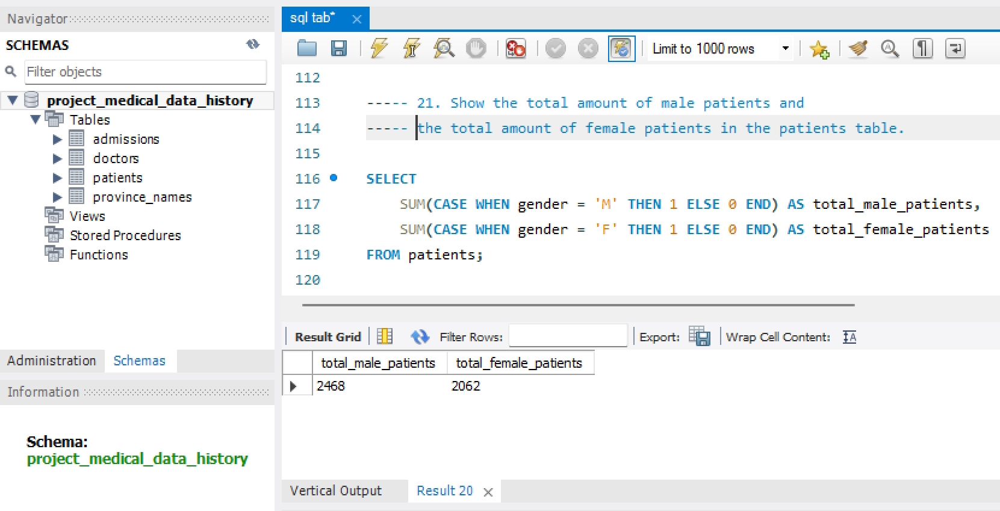 Navigator
SCHEMAS
Filter objects
project_medical_data_history
Tables
admissions
doctors
patients
province_names
Views
Stored Procedures
Functions
Administration Schemas
Information
Schema:
project_medical_data_history
sql tab*
Limit to 1000 rows
112
113 ----- 21. Show the total amount of male patients and
114 ----- the total amount of female patients in the patients table.
115
116 SELECT
117 SUM(CASE WHEN gender = 'M' THEN 1 ELSE 0 END) AS total_male_patients,
118 SUM(CASE WHEN gender = 'F' THEN 1 ELSE 0 END) AS total_female_patients
119 FROM patients;
120
Result Grid Filter Rows: Export: Wrap Cell Content:
total_male_patients total_female_patients
2468 2062
Vertical Output Result 20